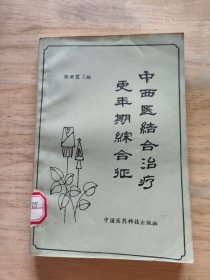 张丽蓉主编
中西医结合治疗
更年期综合征
中国医药科技出版社